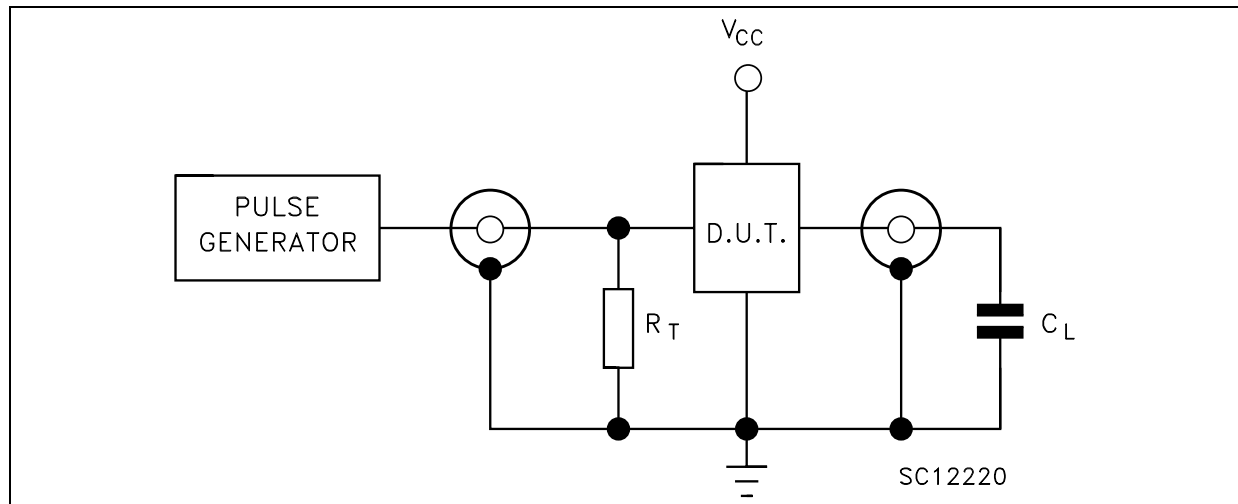 VCC
PULSE
GENERATOR
D.U.T.
RT
CL
SC12220